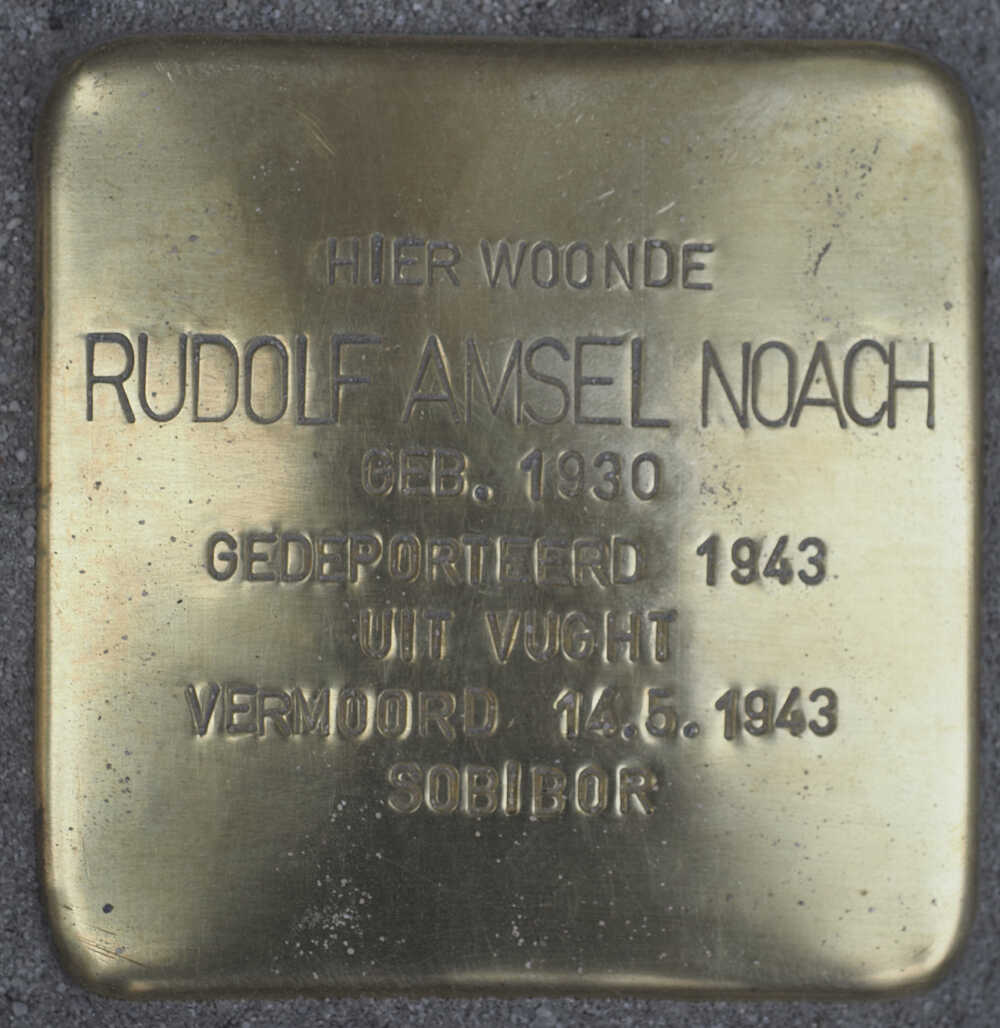 HIER WOONDE
RUDOLF AMSEL NOACH
GEB. 1930
GEDEPORTEERD 1943
UIT VUGHT
VERMOORD 14.5.1943
SOBIBOR